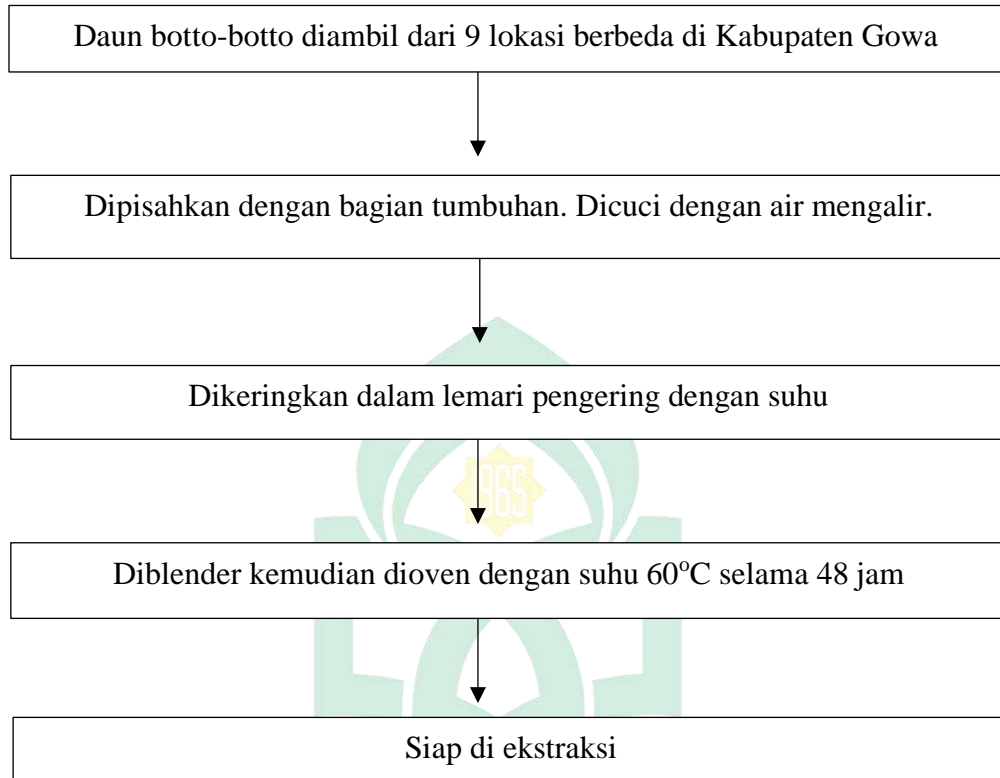 Daun botto-botto diambil dari 9 lokasi berbeda di Kabupaten Gowa
Dipisahkan dengan bagian tumbuhan. Dicuci dengan air mengalir.
Dikeringkan dalam lemari pengering dengan suhu
1965
Diblender kemudian dioven dengan suhu 60°C selama 48 jam
Siap di ekstraksi